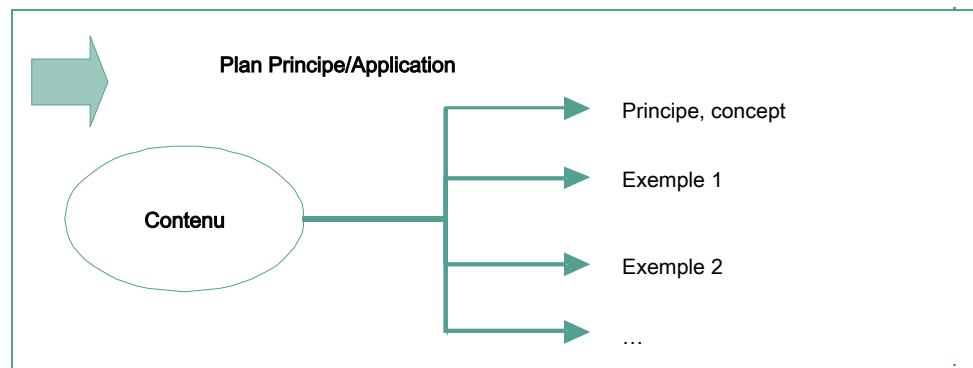 Plan Principe/Application
Principe, concept
Exemple 1
Contenu
Exemple 2
…